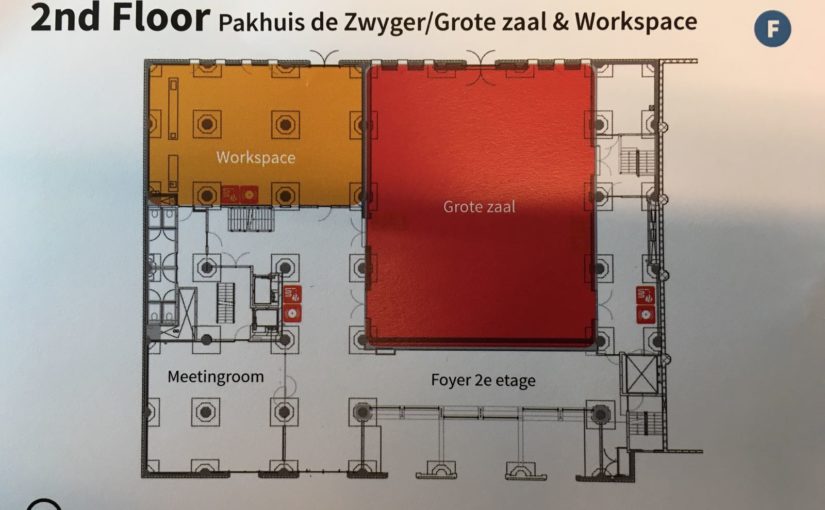 2nd Floor Pakhuis de Zwyger/Grote zaal & Workspace
F
Workspace
Grote zaal
Meetingroom
Foyer 2e etage